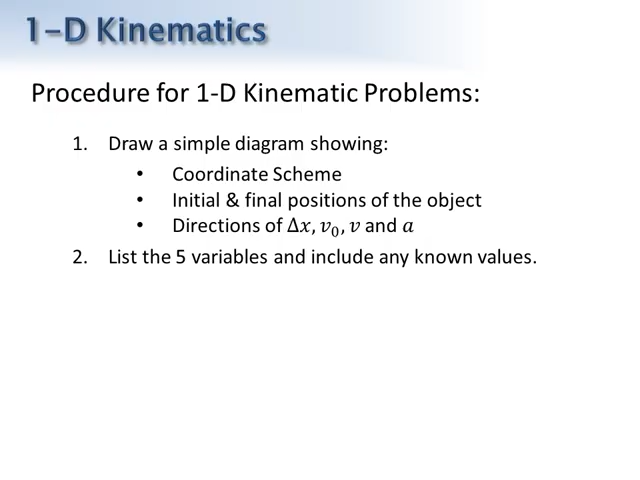 1-D Kinematics
Procedure for 1-D Kinematic Problems:
1. Draw a simple diagram showing:
• Coordinate Scheme
• Initial & final positions of the object
• Directions of Δx, v₀, v and a
2. List the 5 variables and include any known values.